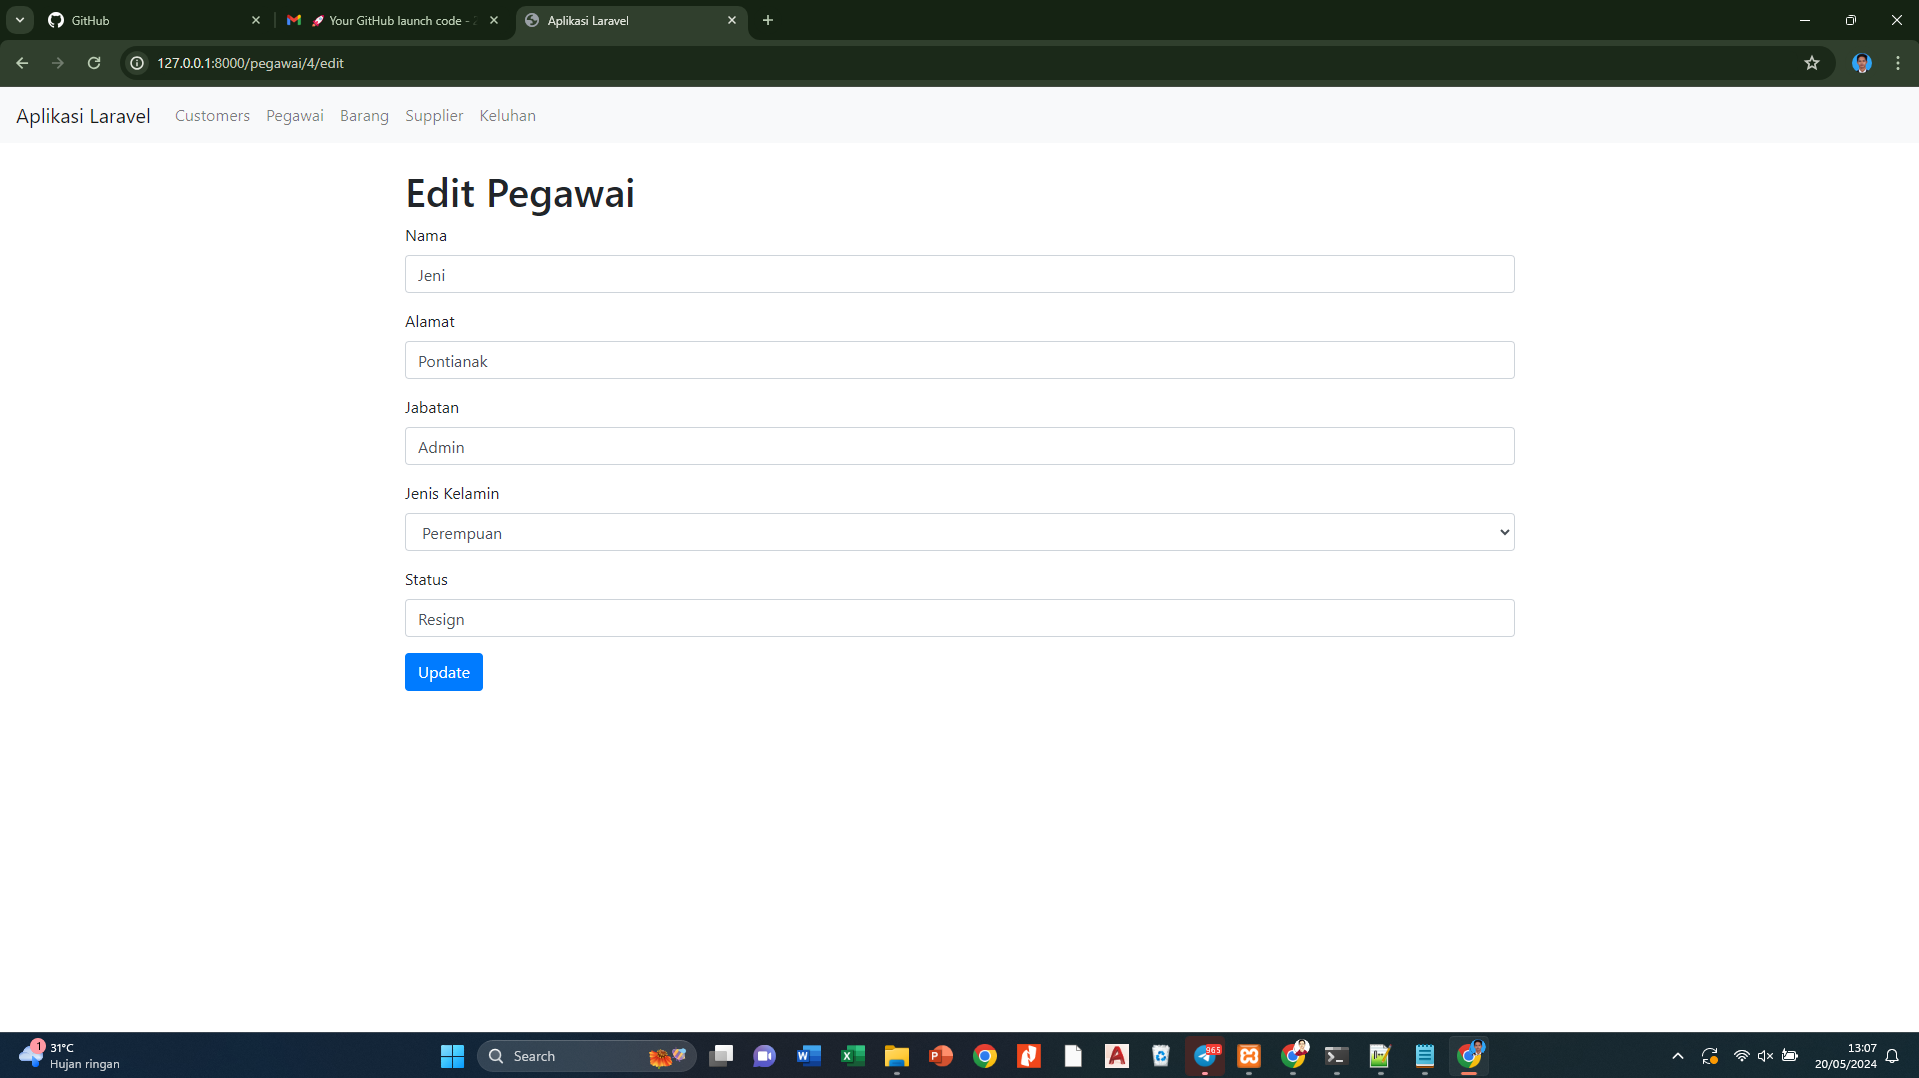 GitHub
Your GitHub launch code -
Aplikasi Laravel
127.0.0.1:8000/pegawai/4/edit
Aplikasi Laravel Customers Pegawai Barang Supplier Keluhan
Edit Pegawai
Nama
Jeni
Alamat
Pontianak
Jabatan
Admin
Jenis Kelamin
Perempuan
Status
Resign
Update
1
31°C
Hujan ringan
Search
965
13:07
20/05/2024